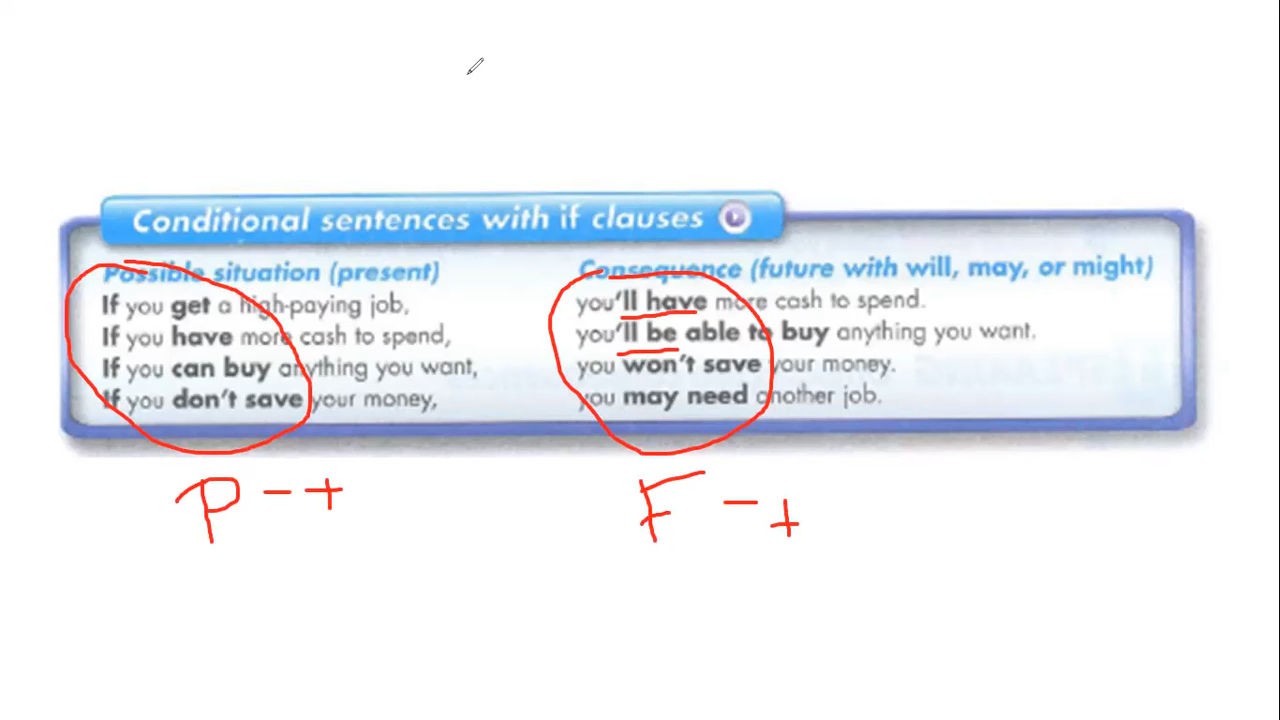 Conditional sentences with if clauses
Possible situation (present)
If you get a high-paying job,
If you have more cash to spend,
If you can buy anything you want,
If you don't save your money,
Consequence (future with will, may, or might)
you'll have more cash to spend.
you'll be able to buy anything you want.
you won't save your money.
you may need another job.
P - +
F - +